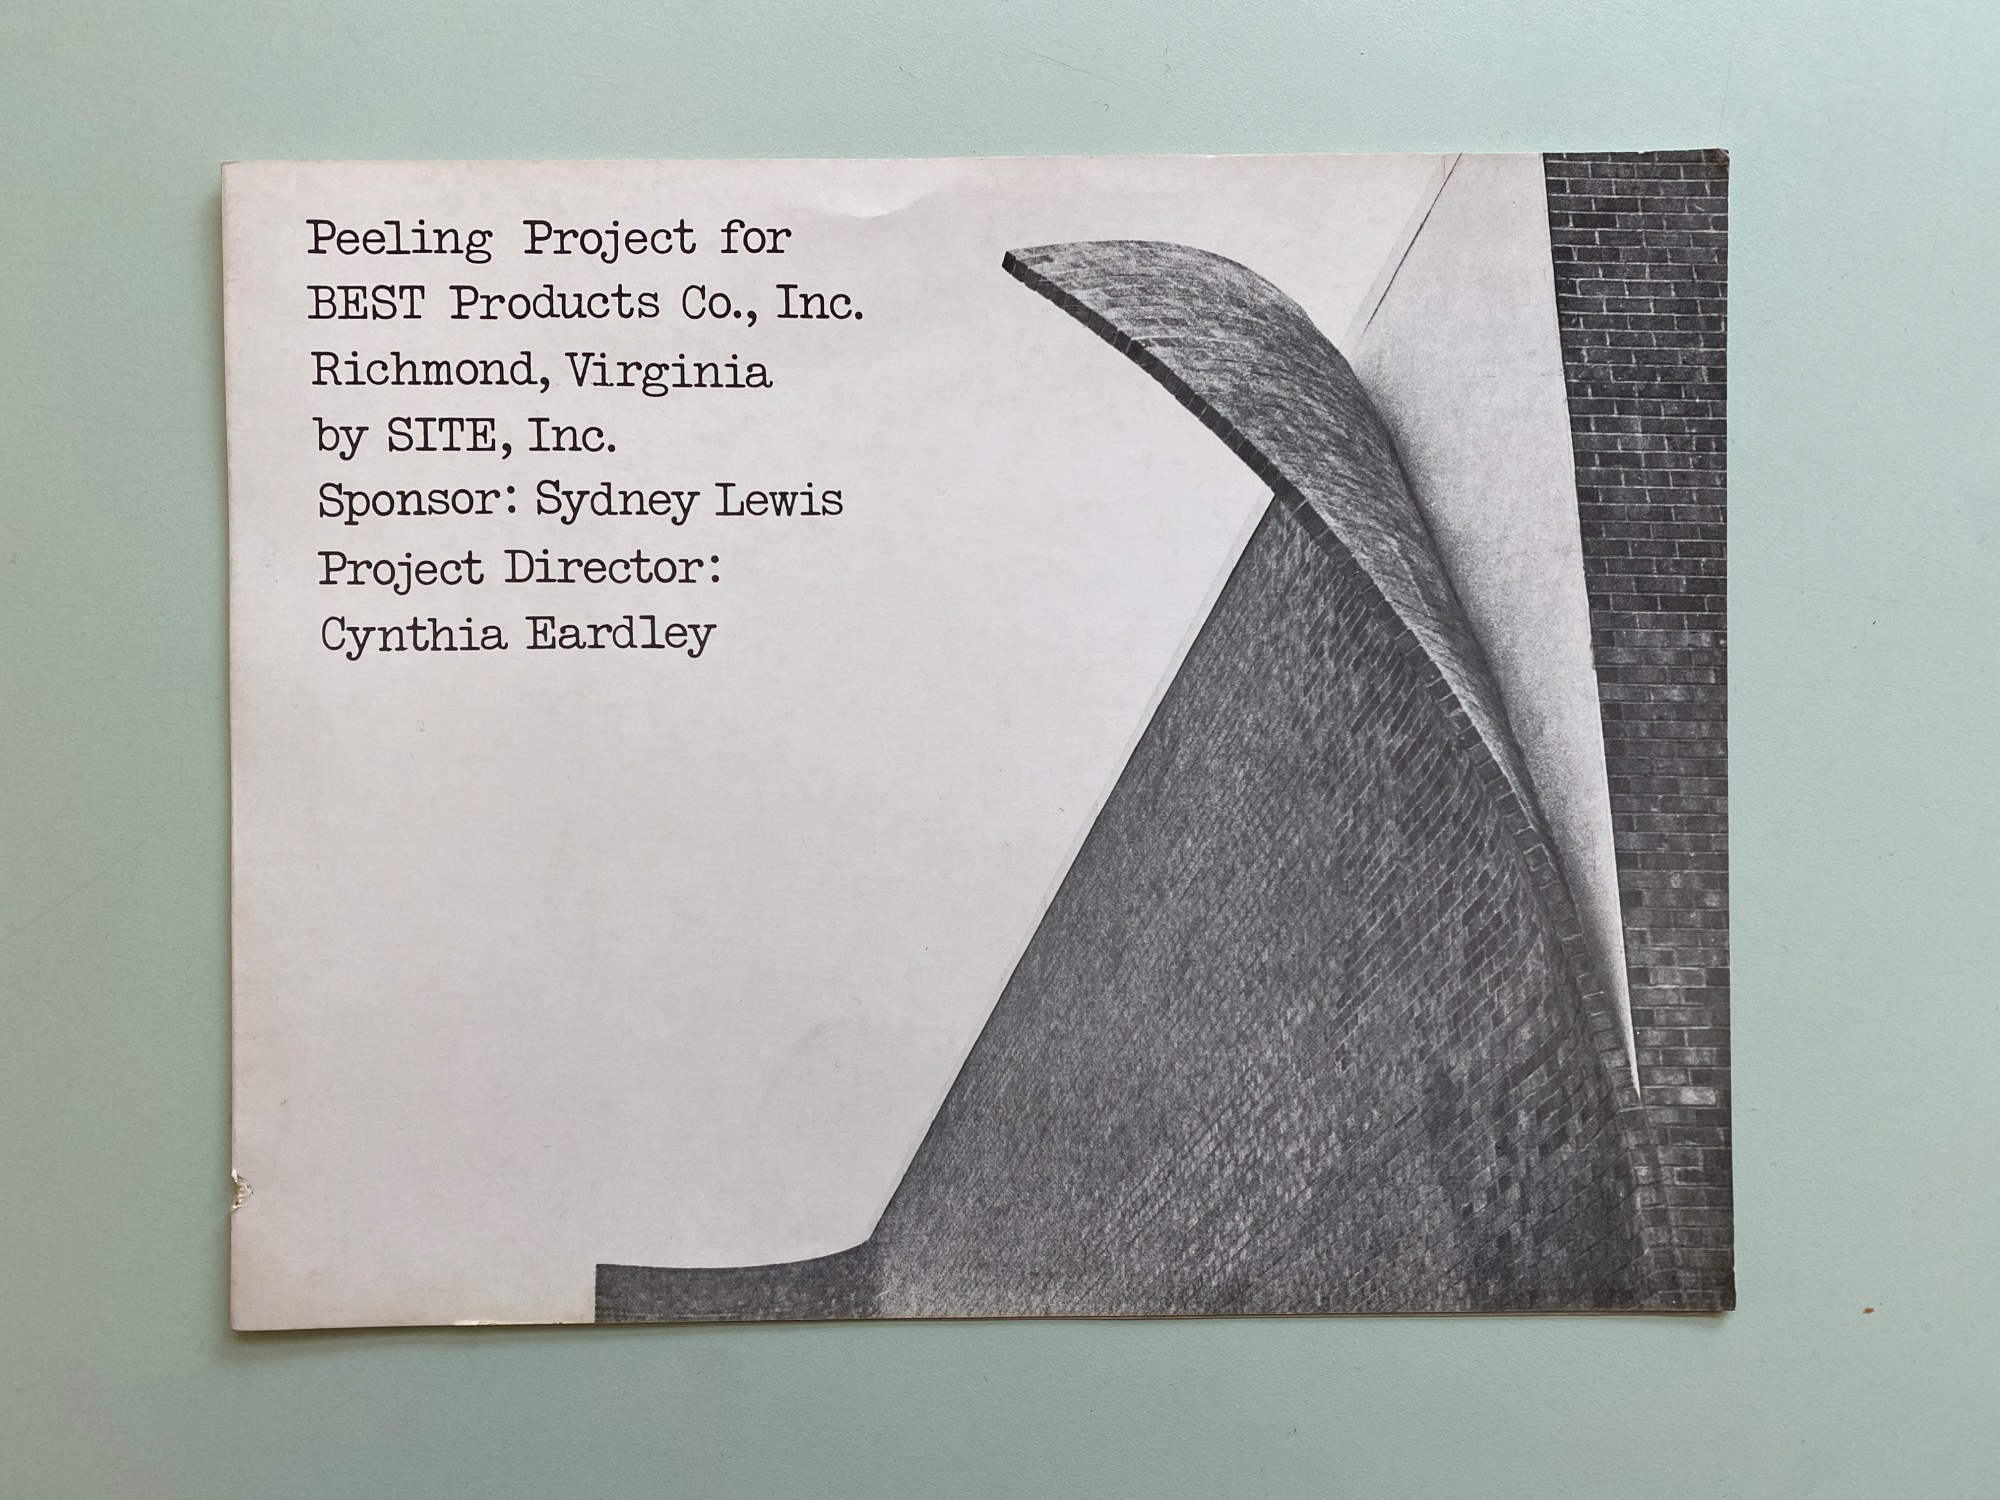 Peeling Project for
BEST Products Co., Inc.
Richmond, Virginia
by SITE, Inc.
Sponsor: Sydney Lewis
Project Director:
Cynthia Eardley